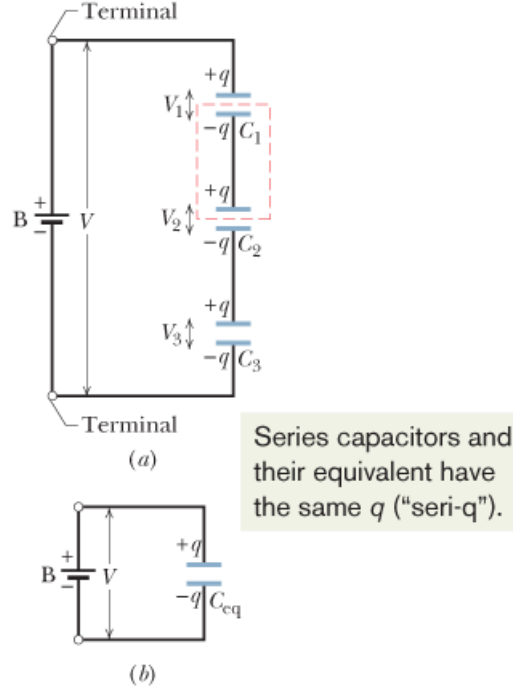 Terminal
+q
V₁
−q C₁
+
B
−
V
+q
V₂
−q C₂
+q
V₃
−q C₃
Terminal
(a)
Series capacitors and
their equivalent have
the same q (“seri-q”).
+
B
−
V
+q
−q Ceq
(b)